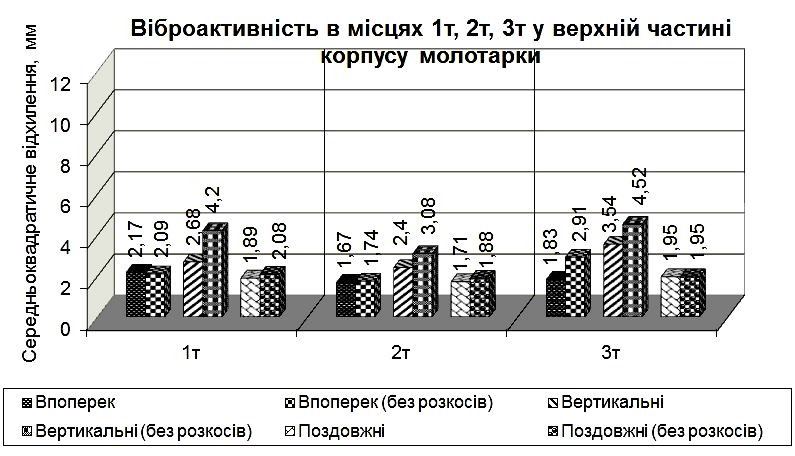 Віброактивність в місцях 1т, 2т, 3т у верхній частині
корпусу молотарки
Середньоквадратичне відхилення, мм
12
10
8
6
4
2
0
2,17
2,09
2,68
4,2
1,89
2,08
1,67
1,74
2,4
3,08
1,71
1,88
1,83
2,91
3,54
4,52
1,95
1,95
1т
2т
3т
Впоперек
Впоперек (без розкосів)
Вертикальні
Вертикальні (без розкосів)
Поздовжні
Поздовжні (без розкосів)